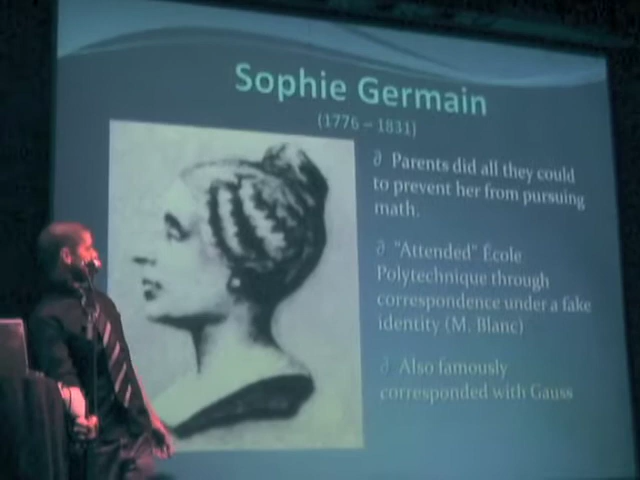 Sophie Germain
(1776 – 1831)
∂ Parents did all they could
to prevent her from pursuing
math.
∂ "Attended" École
Polytechnique through
correspondence under a fake
identity (M. Blanc)
∂ Also famously
corresponded with Gauss